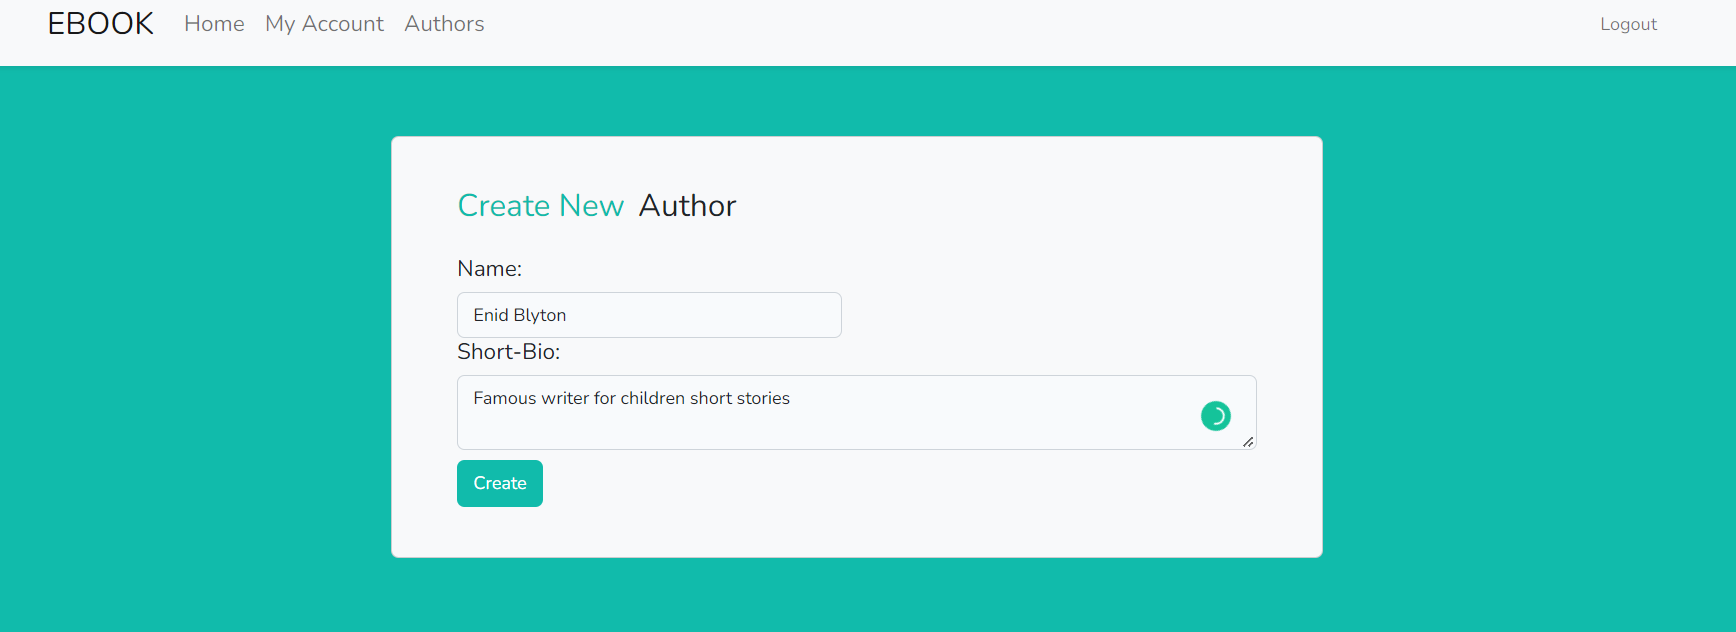 EBOOK Home My Account Authors Logout
Create New Author
Name:
Enid Blyton
Short-Bio:
Famous writer for children short stories
Create